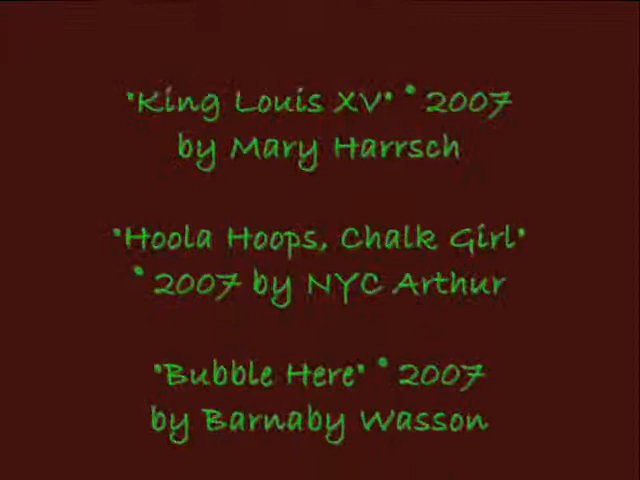 "King Louis XV" • 2007
by Mary Harrsch
"Hoola Hoops, Chalk Girl"
• 2007 by NYC Arthur
"Bubble Here" • 2007
by Barnaby Wasson